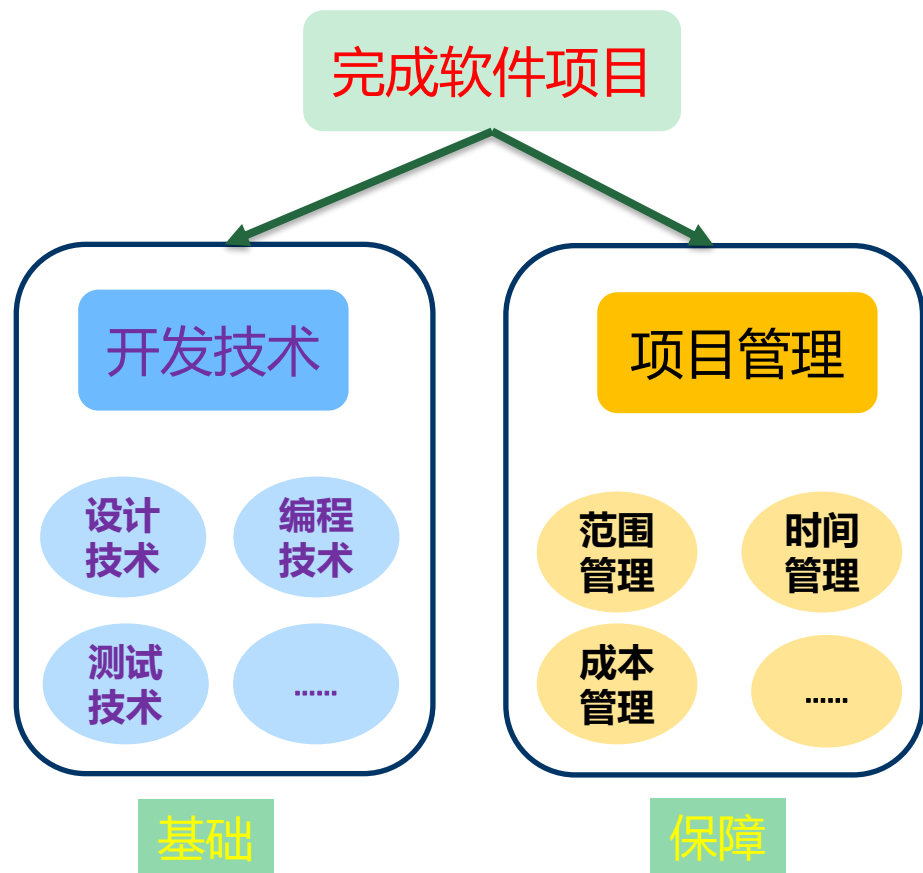 完成软件项目
开发技术
项目管理
设计
技术
编程
技术
测试
技术
......
范围
管理
时间
管理
成本
管理
......
基础
保障